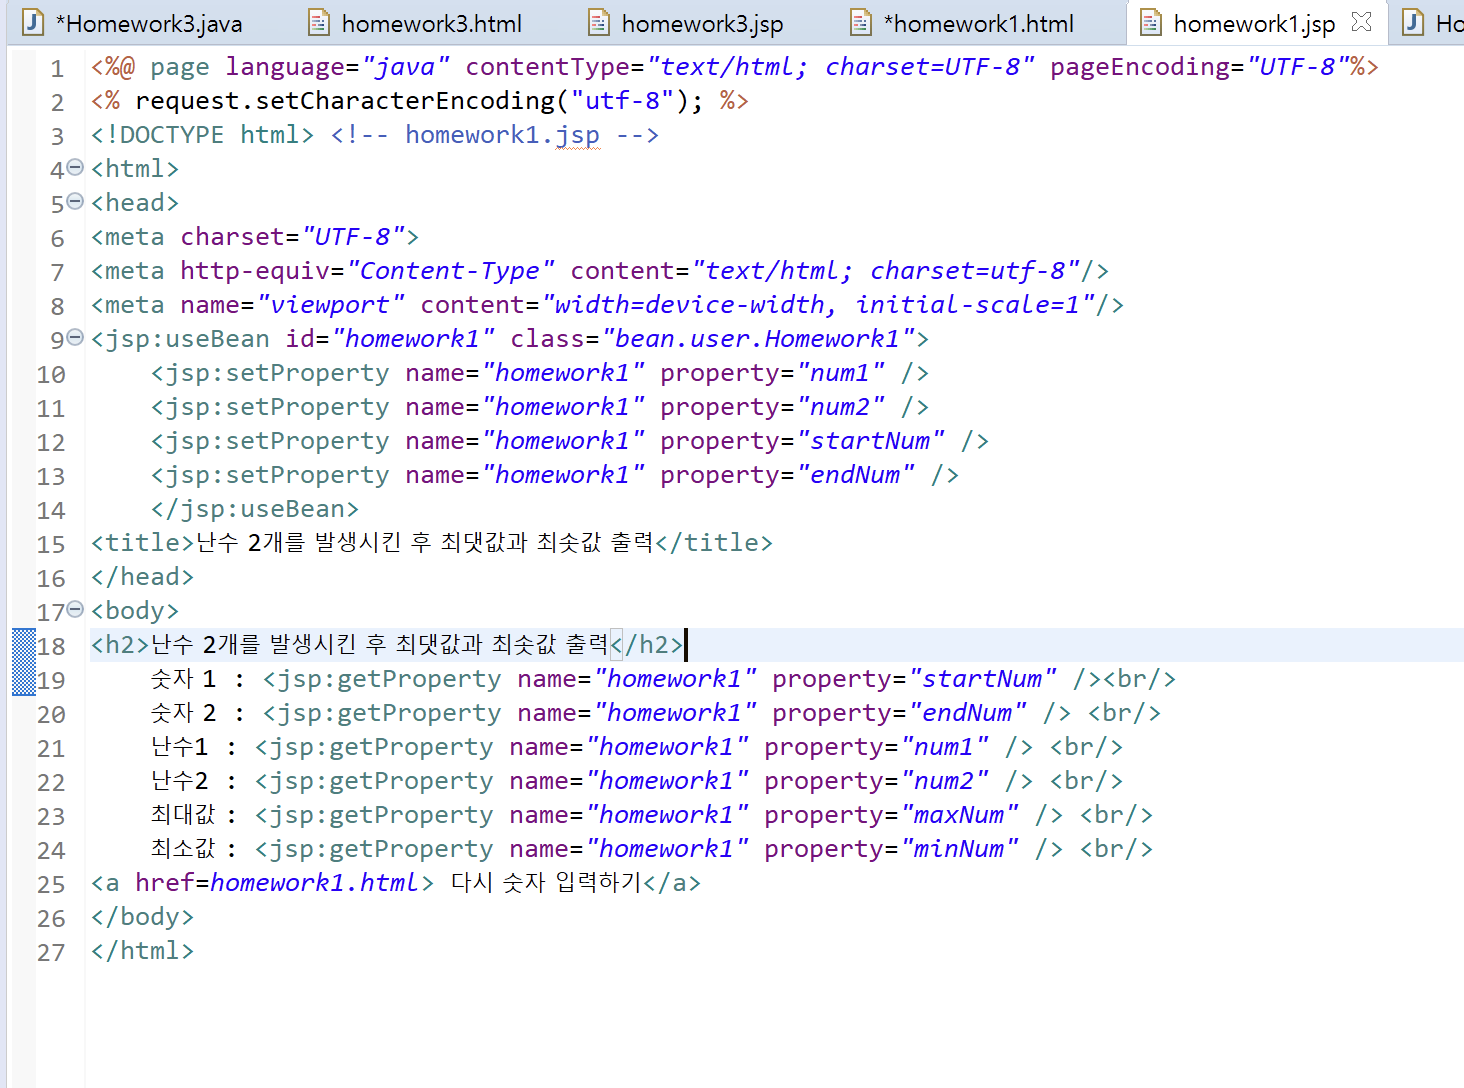 *Homework3.java homework3.html homework3.jsp *homework1.html homework1.jsp Ho
1 <%@ page language="java" contentType="text/html; charset=UTF-8" pageEncoding="UTF-8"%>
2 <% request.setCharacterEncoding("utf-8"); %>
3 <!DOCTYPE html> <!-- homework1.jsp -->
4 <html>
5 <head>
6 <meta charset="UTF-8">
7 <meta http-equiv="Content-Type" content="text/html; charset=utf-8"/>
8 <meta name="viewport" content="width=device-width, initial-scale=1"/>
9 <jsp:useBean id="homework1" class="bean.user.Homework1">
10 <jsp:setProperty name="homework1" property="num1" />
11 <jsp:setProperty name="homework1" property="num2" />
12 <jsp:setProperty name="homework1" property="startNum" />
13 <jsp:setProperty name="homework1" property="endNum" />
14 </jsp:useBean>
15 <title>난수 2개를 발생시킨 후 최댓값과 최솟값 출력</title>
16 </head>
17 <body>
18 <h2>난수 2개를 발생시킨 후 최댓값과 최솟값 출력</h2>
19 숫자 1 : <jsp:getProperty name="homework1" property="startNum" /><br/>
20 숫자 2 : <jsp:getProperty name="homework1" property="endNum" /> <br/>
21 난수1 : <jsp:getProperty name="homework1" property="num1" /> <br/>
22 난수2 : <jsp:getProperty name="homework1" property="num2" /> <br/>
23 최대값 : <jsp:getProperty name="homework1" property="maxNum" /> <br/>
24 최소값 : <jsp:getProperty name="homework1" property="minNum" /> <br/>
25 <a href=homework1.html> 다시 숫자 입력하기</a>
26 </body>
27 </html>